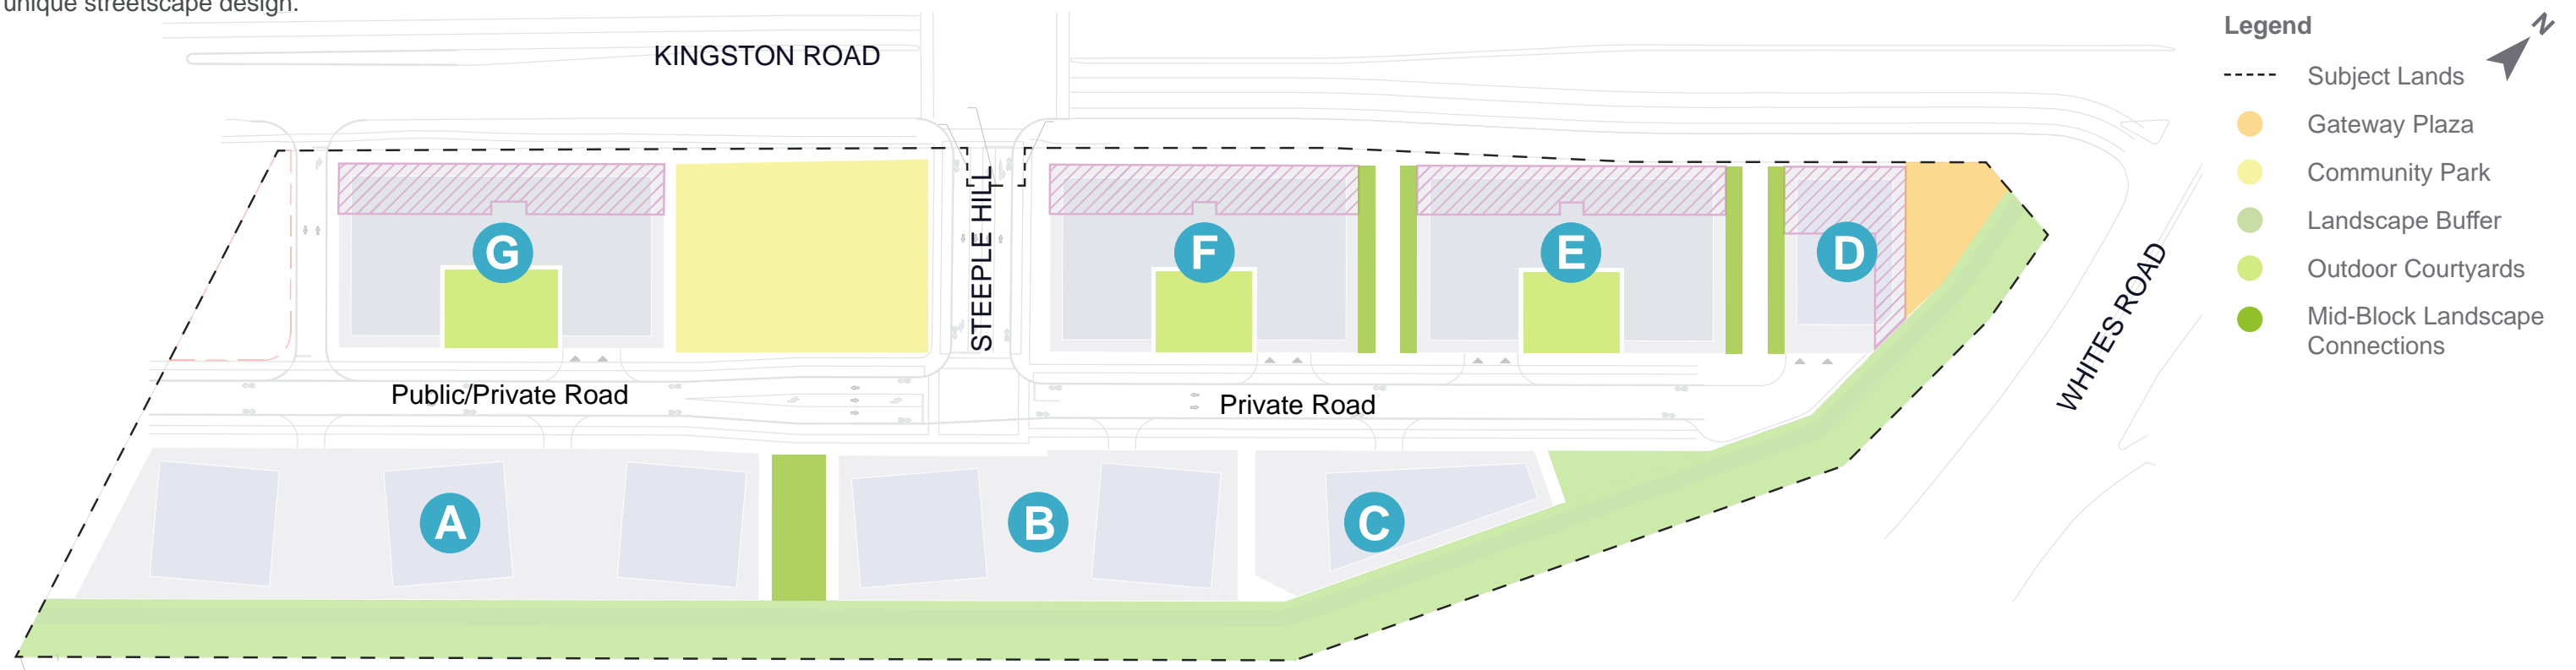 unique streetscape design.
KINGSTON ROAD
STEEPLE HILL
WHITES ROAD
G
F
E
D
Public/Private Road
Private Road
A
B
C
Legend
N
Subject Lands
Gateway Plaza
Community Park
Landscape Buffer
Outdoor Courtyards
Mid-Block Landscape
Connections